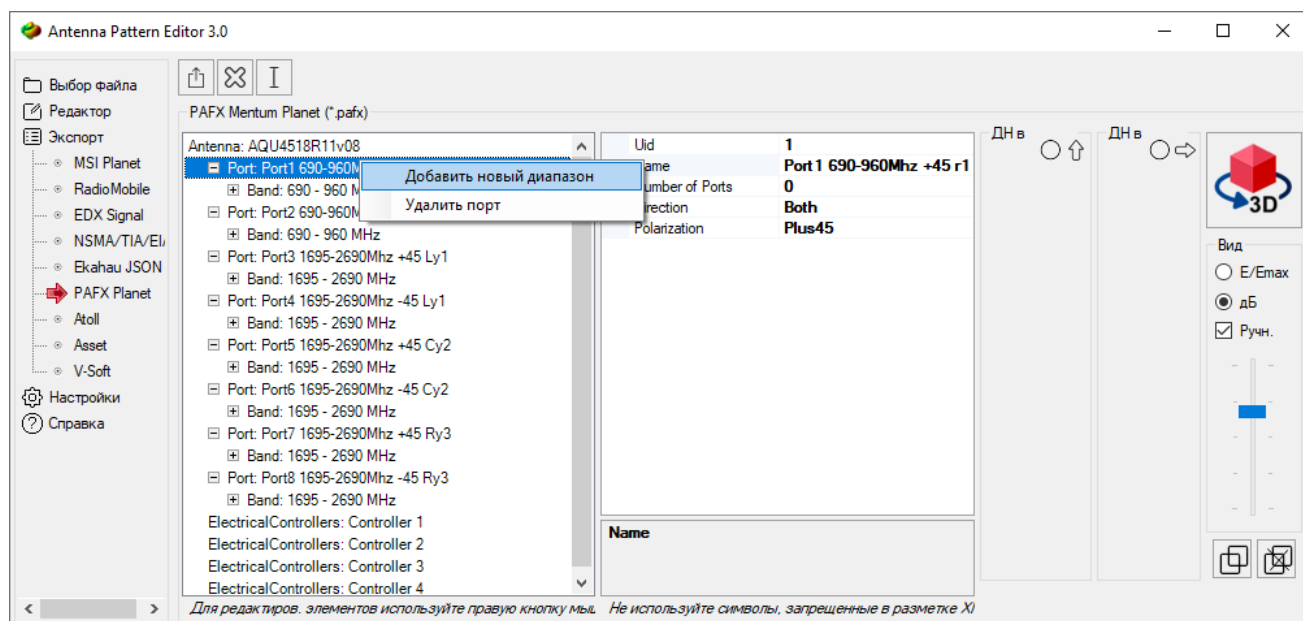 Antenna Pattern Editor 3.0
Выбор файла
Редактор
Экспорт
MSI Planet
RadioMobile
EDX Signal
NSMA/TIA/EI
Ekahau JSON
PAFX Planet
Atoll
Asset
V-Soft
Настройки
Справка
PAFX Mentum Planet (*.pafx)
Antenna: AQU4518R11v08
Port: Port1 690-960M
Band: 690 - 960 M
Port: Port2 690-960M
Band: 690 - 960 MHz
Port: Port3 1695-2690Mhz +45 Ly1
Band: 1695 - 2690 MHz
Port: Port4 1695-2690Mhz -45 Ly1
Band: 1695 - 2690 MHz
Port: Port5 1695-2690Mhz +45 Cy2
Band: 1695 - 2690 MHz
Port: Port6 1695-2690Mhz -45 Cy2
Band: 1695 - 2690 MHz
Port: Port7 1695-2690Mhz +45 Ry3
Band: 1695 - 2690 MHz
Port: Port8 1695-2690Mhz -45 Ry3
Band: 1695 - 2690 MHz
ElectricalControllers: Controller 1
ElectricalControllers: Controller 2
ElectricalControllers: Controller 3
ElectricalControllers: Controller 4
Для редактиров. элементов используйте правую кнопку мыш
Добавить новый диапазон
Удалить порт
Uid 1
ame Port1 690-960Mhz +45 r1
umber of Ports 0
irection Both
Polarization Plus45
Name
Не используйте символы, запрещенные в разметке X
ДН в
ДН в
3D
Вид
E/Emax
дБ
Ручн.